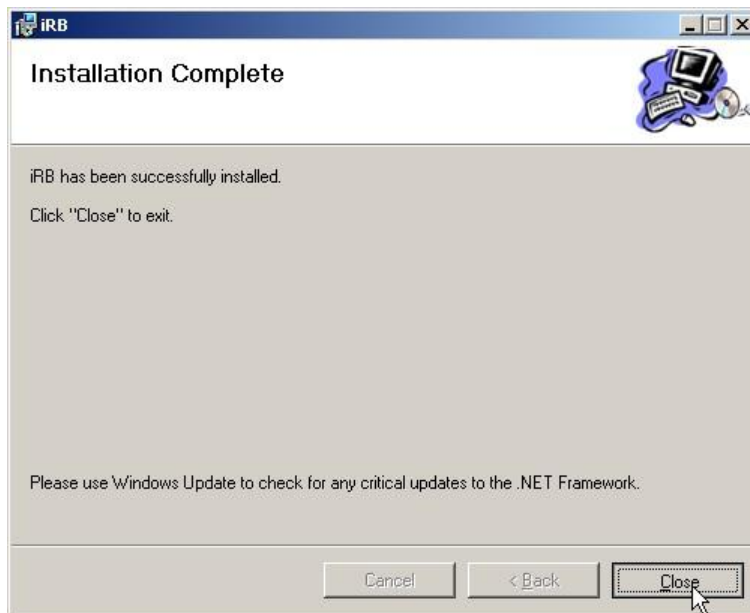 iRB
Installation Complete
iRB has been successfully installed.
Click "Close" to exit.
Please use Windows Update to check for any critical updates to the .NET Framework.
Cancel
< Back
Close